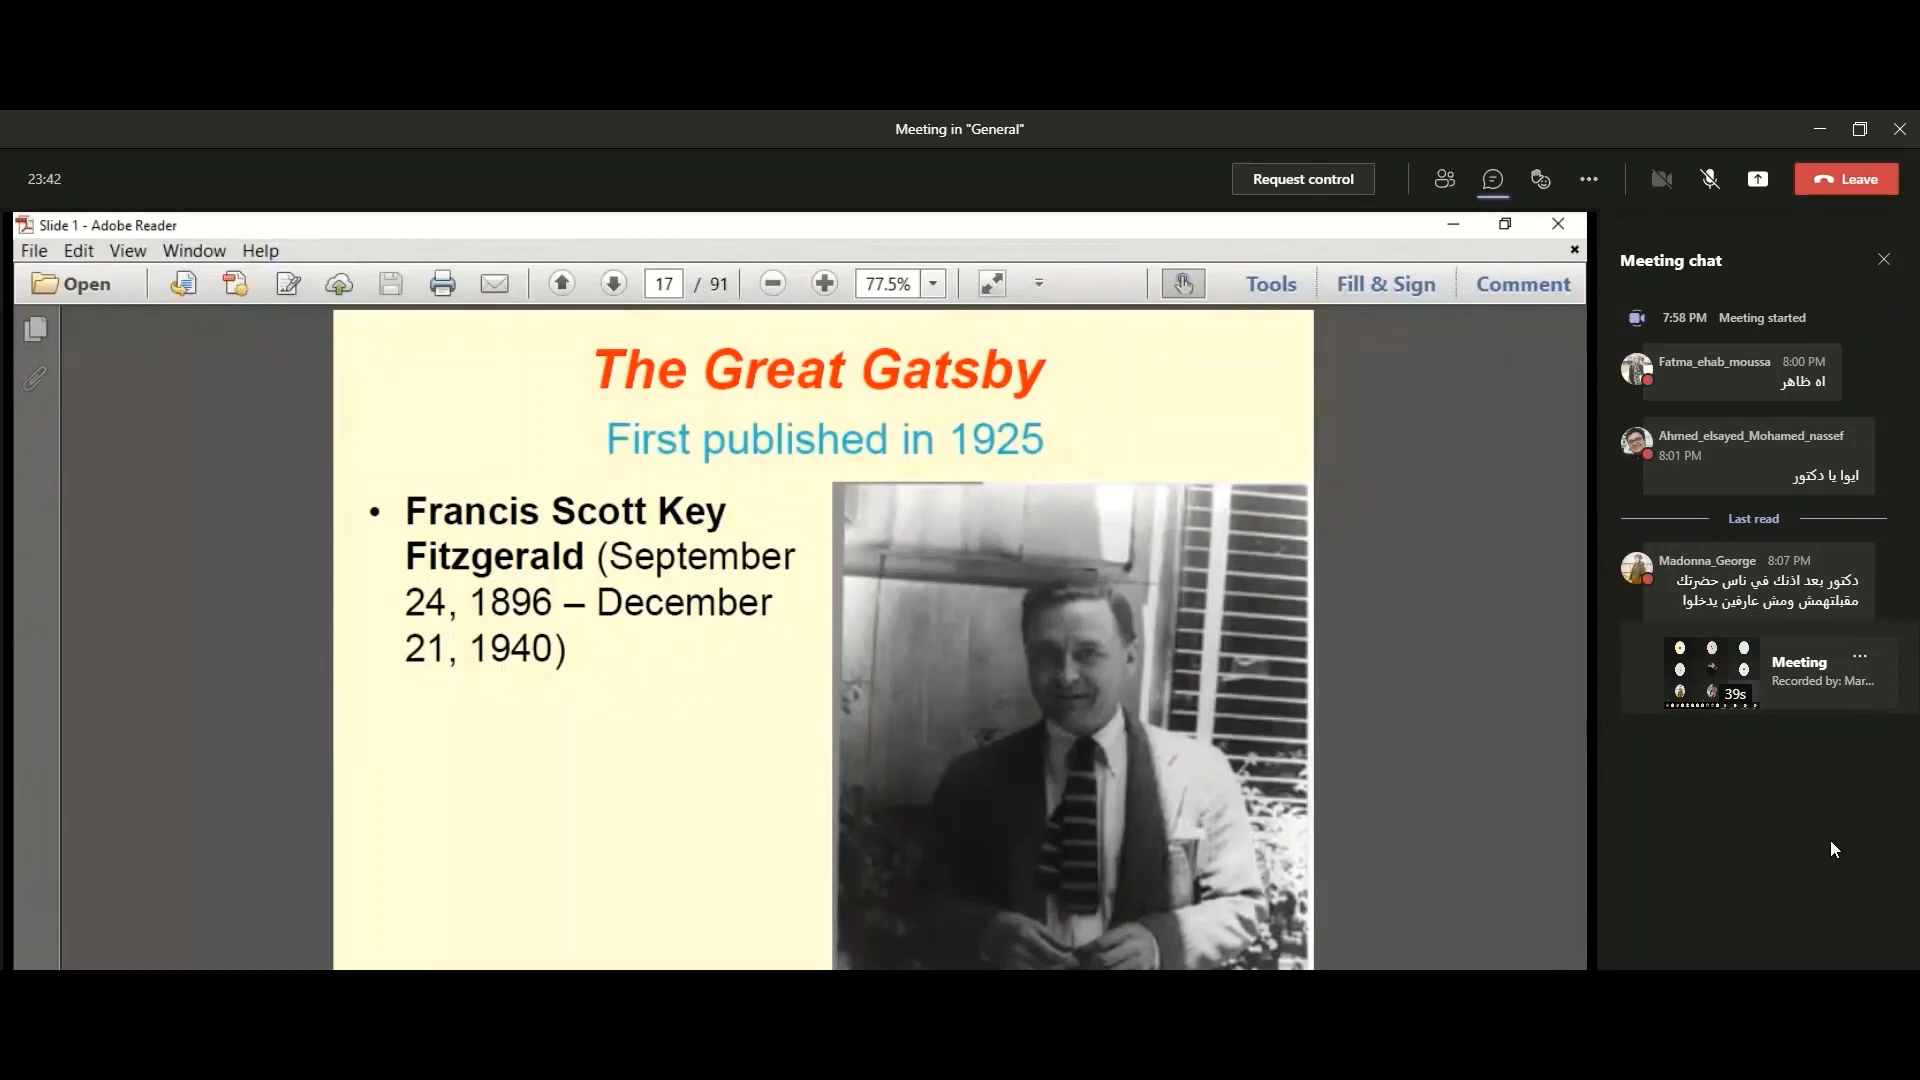 Meeting in "General"
23:42
Request control
Leave
Slide 1 - Adobe Reader
File Edit View Window Help
Open
17 / 91
77.5%
Tools
Fill & Sign
Comment
The Great Gatsby
First published in 1925
• Francis Scott Key
Fitzgerald (September
24, 1896 – December
21, 1940)
Meeting chat
7:58 PM Meeting started
Fatma_ehab_moussa 8:00 PM
اه ظاهر
Ahmed_elsayed_Mohamed_nassef
8:01 PM
ايوا يا دكتور
Last read
Madonna_George 8:07 PM
دكتور بعد اذنك في ناس حضرتك
مقبلتهمش ومش عارفين يدخلوا
Meeting
Recorded by: Mar...
39s